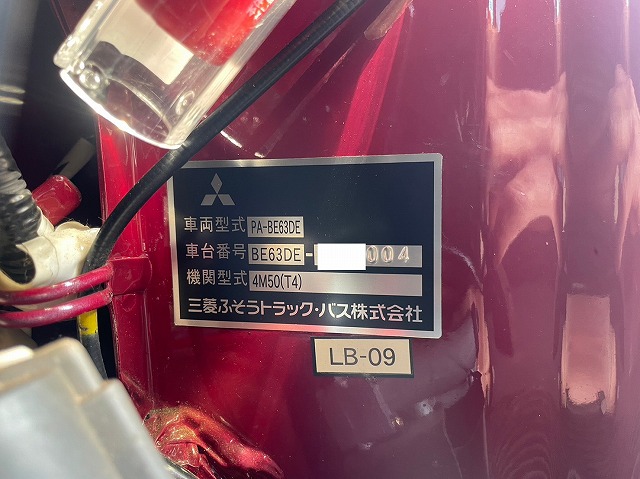 車両型式 PA-BE63DE
車台番号 BE63DE- 004
機関型式 4M50(T4)
三菱ふそうトラック・バス株式会社
LB-09